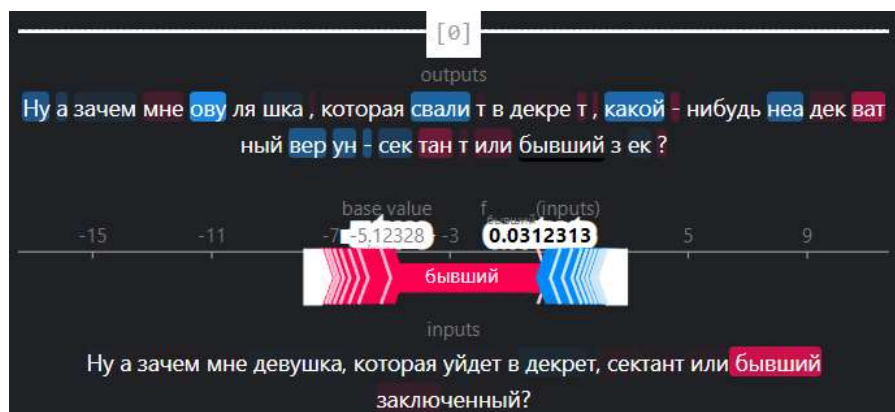 [0]
outputs
Ну а зачем мне ову ля шка , которая свали т в декре т , какой - нибудь неа дек ват
ный вер ун - сек тан т или бывший з ек ?
base value f бывший (inputs)
-15 -11 -7 -5.12328 -3 0.0312313 5 9
бывший
inputs
Ну а зачем мне девушка, которая уйдет в декрет, сектант или бывший
заключенный?